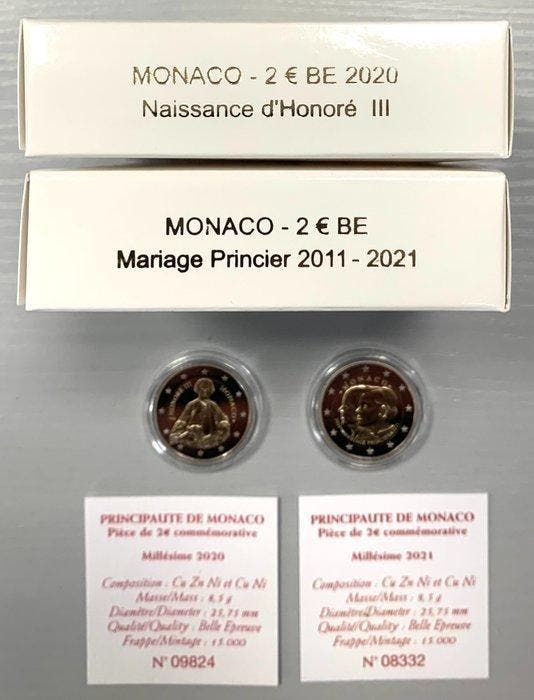 MONACO - 2 € BE 2020
Naissance d'Honoré III
MONACO - 2 € BE
Mariage Princier 2011 - 2021
HONORÉ III
MONACO
MONACO
PRINCIPAUTE DE MONACO
Pièce de 2€ commémorative
Millésime 2020
Composition : Cu Zn Ni et Cu Ni
Masse/Mass : 8,5 g
Diamètre/Diameter : 25,75 mm
Qualité/Quality : Belle Epreuve
Frappe/Mintage : 15.000
N° 09824
PRINCIPAUTE DE MONACO
Pièce de 2€ commémorative
Millésime 2021
Composition : Cu Zn Ni et Cu Ni
Masse/Mass : 8,5 g
Diamètre/Diameter : 25,75 mm
Qualité/Quality : Belle Epreuve
Frappe/Mintage : 15.000
N° 08332